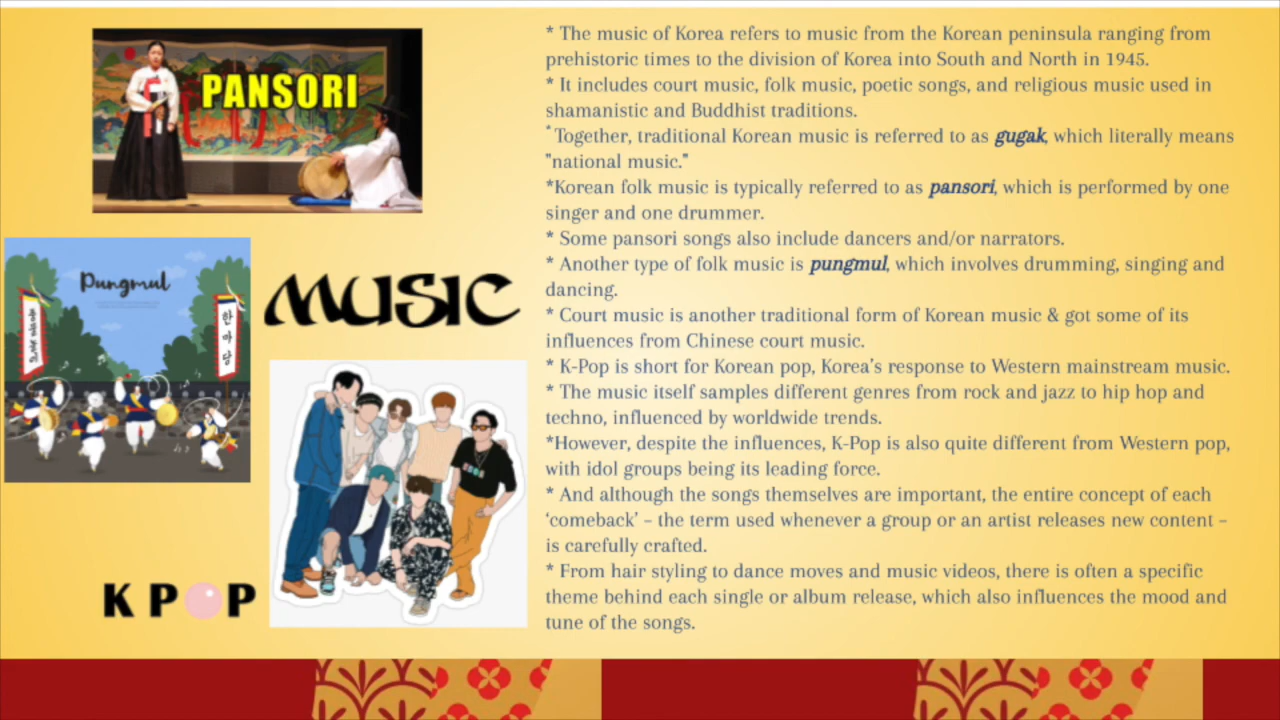 PANSORI
Pungmul
한마당
MUSIC
K POP
* The music of Korea refers to music from the Korean peninsula ranging from
prehistoric times to the division of Korea into South and North in 1945.
* It includes court music, folk music, poetic songs, and religious music used in
shamanistic and Buddhist traditions.
* Together, traditional Korean music is referred to as gugak, which literally means
"national music."
*Korean folk music is typically referred to as pansori, which is performed by one
singer and one drummer.
* Some pansori songs also include dancers and/or narrators.
* Another type of folk music is pungmul, which involves drumming, singing and
dancing.
* Court music is another traditional form of Korean music & got some of its
influences from Chinese court music.
* K-Pop is short for Korean pop, Korea’s response to Western mainstream music.
* The music itself samples different genres from rock and jazz to hip hop and
techno, influenced by worldwide trends.
*However, despite the influences, K-Pop is also quite different from Western pop,
with idol groups being its leading force.
* And although the songs themselves are important, the entire concept of each
‘comeback’ – the term used whenever a group or an artist releases new content –
is carefully crafted.
* From hair styling to dance moves and music videos, there is often a specific
theme behind each single or album release, which also influences the mood and
tune of the songs.